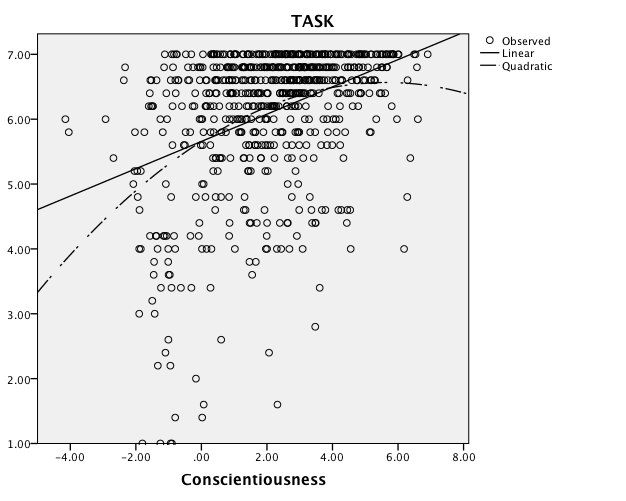 TASK
Observed
Linear
Quadratic
7.00
6.00
5.00
4.00
3.00
2.00
1.00
-4.00 -2.00 .00 2.00 4.00 6.00 8.00
Conscientiousness